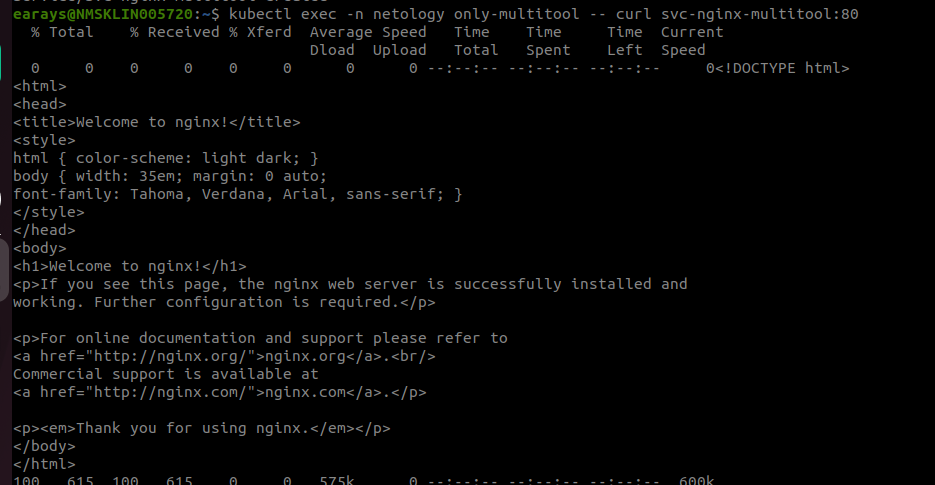 earays@NMSKLIN005720:~$ kubectl exec -n netology only-multitool -- curl svc-nginx-multitool:80
  % Total    % Received % Xferd  Average Speed   Time    Time     Time  Current
                                 Dload  Upload   Total   Spent    Left  Speed
  0     0    0     0    0     0      0      0 --:--:-- --:--:-- --:--:--     0<!DOCTYPE html>
<html>
<head>
<title>Welcome to nginx!</title>
<style>
html { color-scheme: light dark; }
body { width: 35em; margin: 0 auto;
font-family: Tahoma, Verdana, Arial, sans-serif; }
</style>
</head>
<body>
<h1>Welcome to nginx!</h1>
<p>If you see this page, the nginx web server is successfully installed and
working. Further configuration is required.</p>

<p>For online documentation and support please refer to
<a href="http://nginx.org/">nginx.org</a>.<br/>
Commercial support is available at
<a href="http://nginx.com/">nginx.com</a>.</p>

<p><em>Thank you for using nginx.</em></p>
</body>
</html>
100   615  100   615    0     0   575k      0 --:--:-- --:--:-- --:--:--  600k